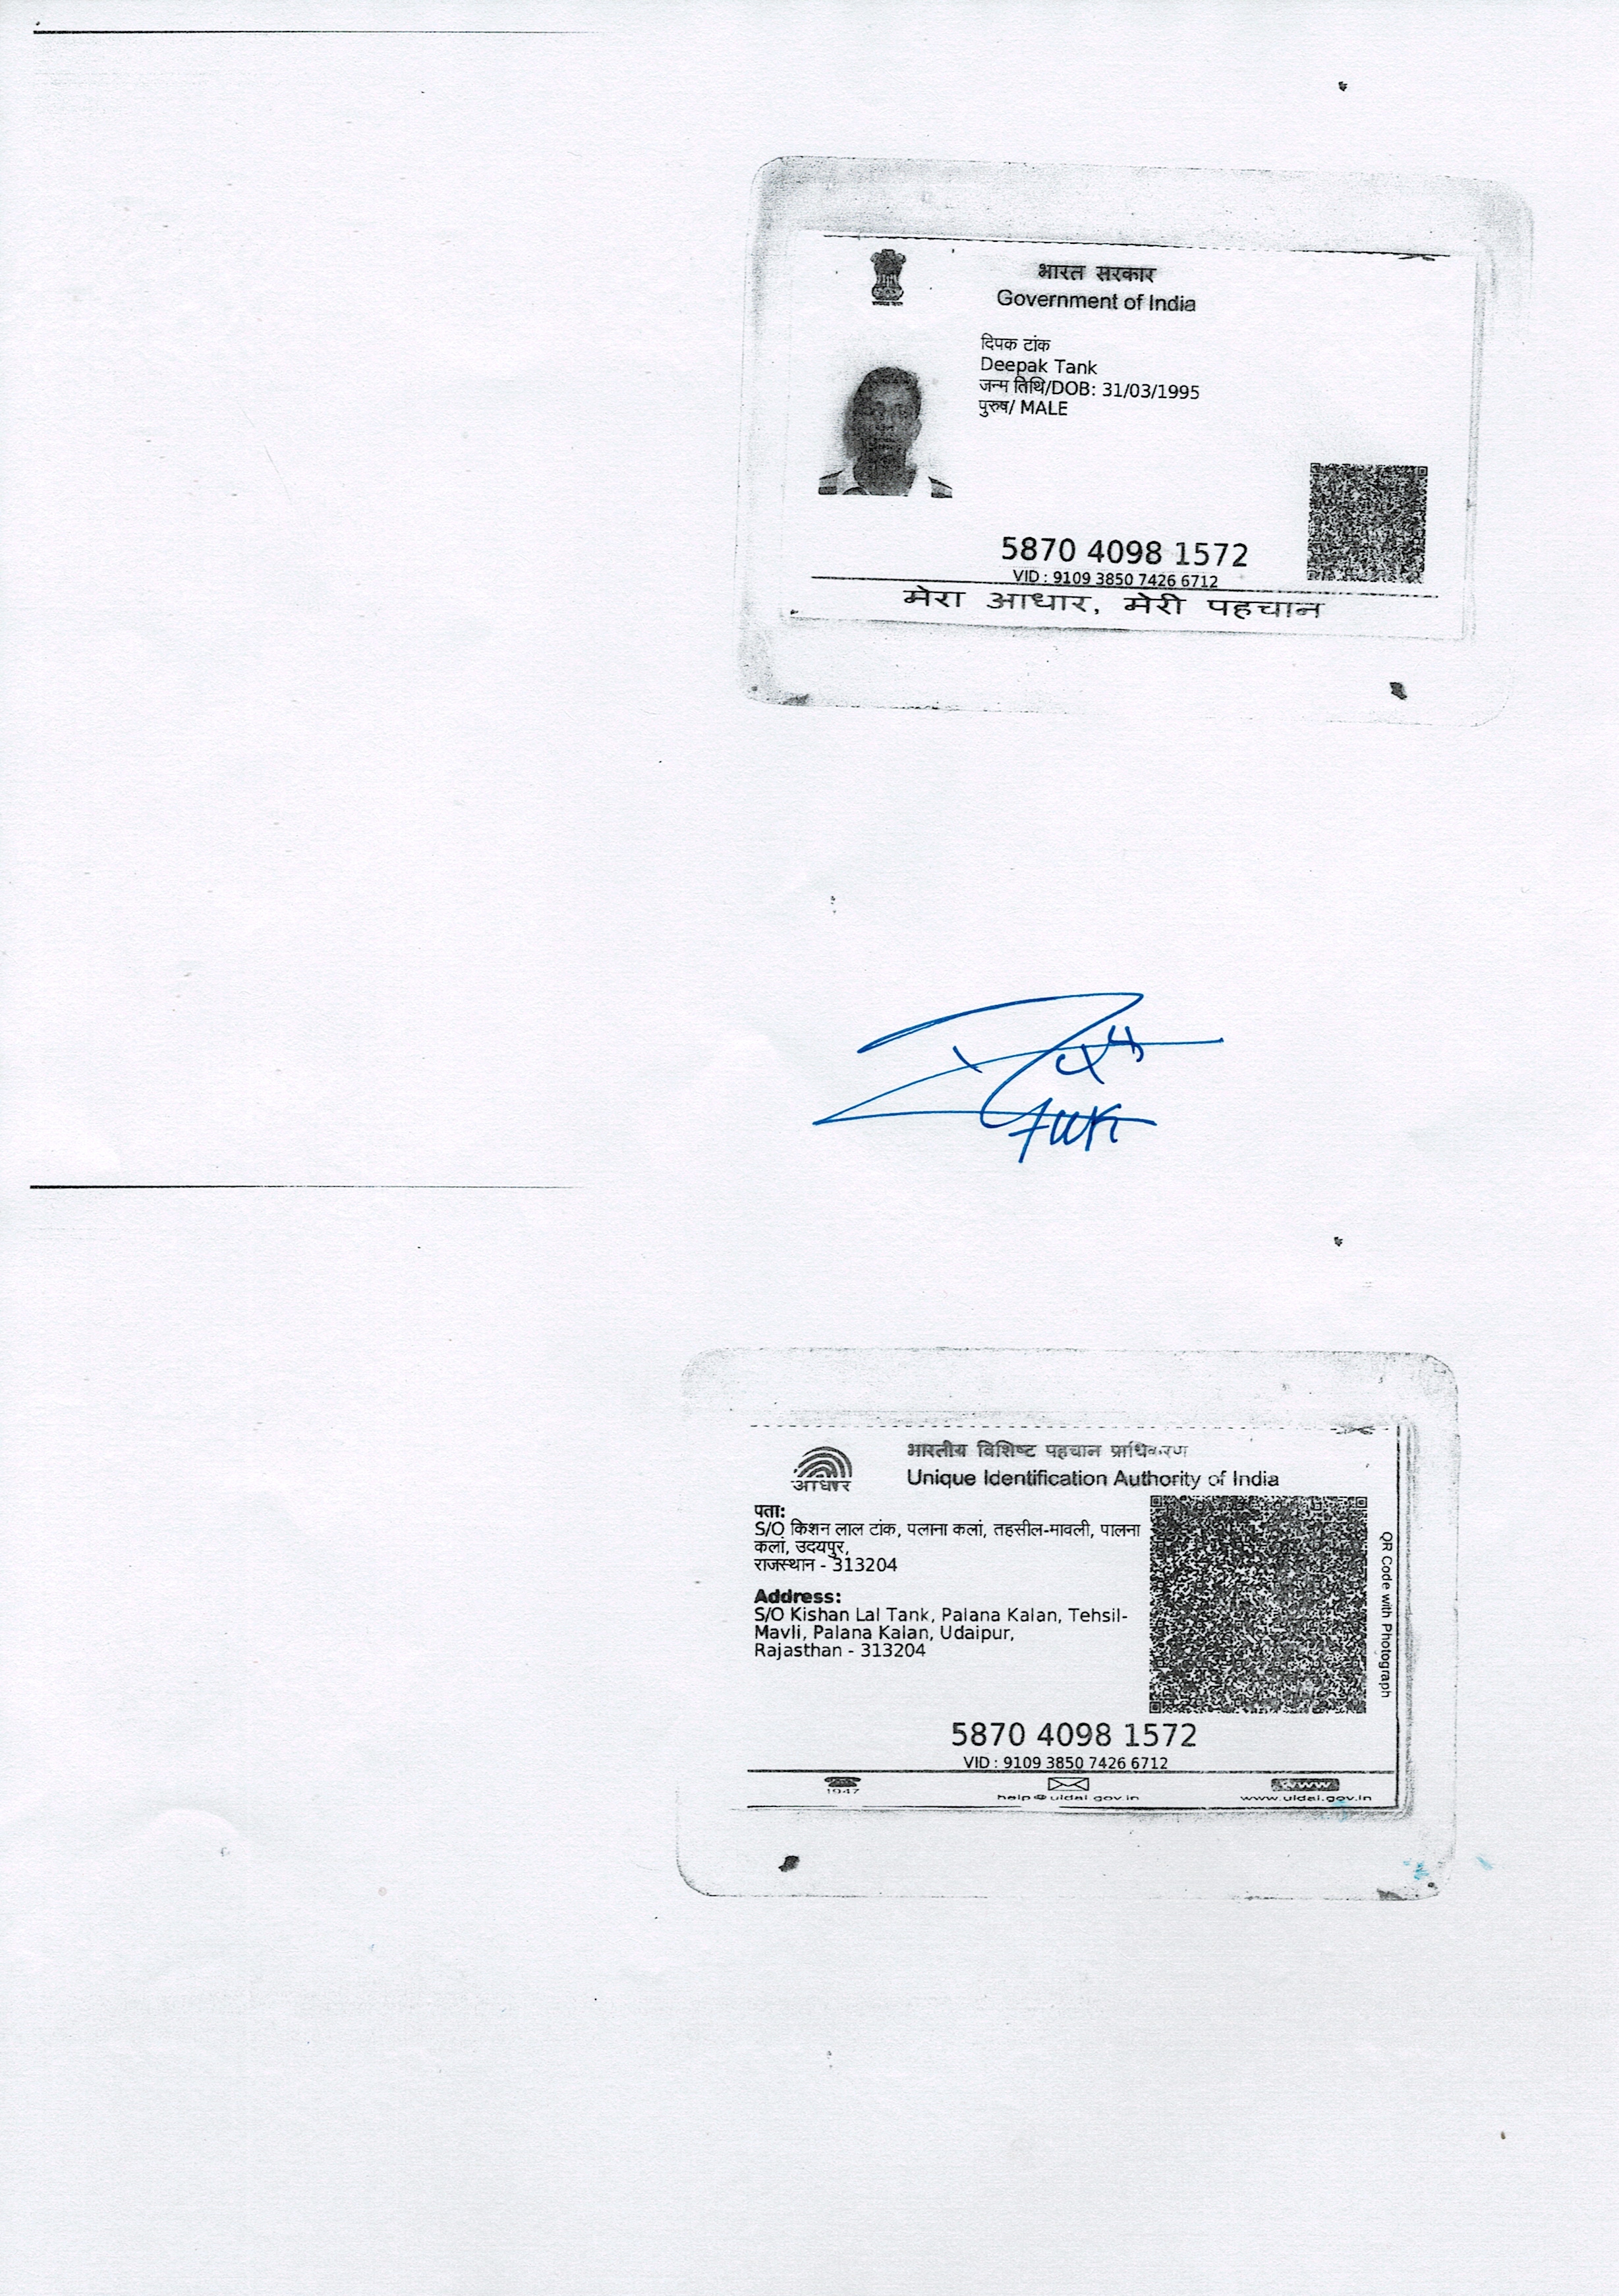 भारत सरकार
Government of India
दिपक टांक
Deepak Tank
जन्म तिथि/DOB: 31/03/1995
पुरुष/ MALE
5870 4098 1572
VID : 9109 3850 7426 6712
मेरा आधार, मेरी पहचान
भारतीय विशिष्ट पहचान प्राधिकरण
Unique Identification Authority of India
आधार
पता:
S/O किशन लाल टांक, पलाना कलां, तहसील-मावली, पालना
कलां, उदयपुर,
राजस्थान - 313204
Address:
S/O Kishan Lal Tank, Palana Kalan, Tehsil-
Mavli, Palana Kalan, Udaipur,
Rajasthan - 313204
QR Code with Photograph
5870 4098 1572
VID : 9109 3850 7426 6712
1947
help@uidai.gov.in
www
www.uidai.gov.in